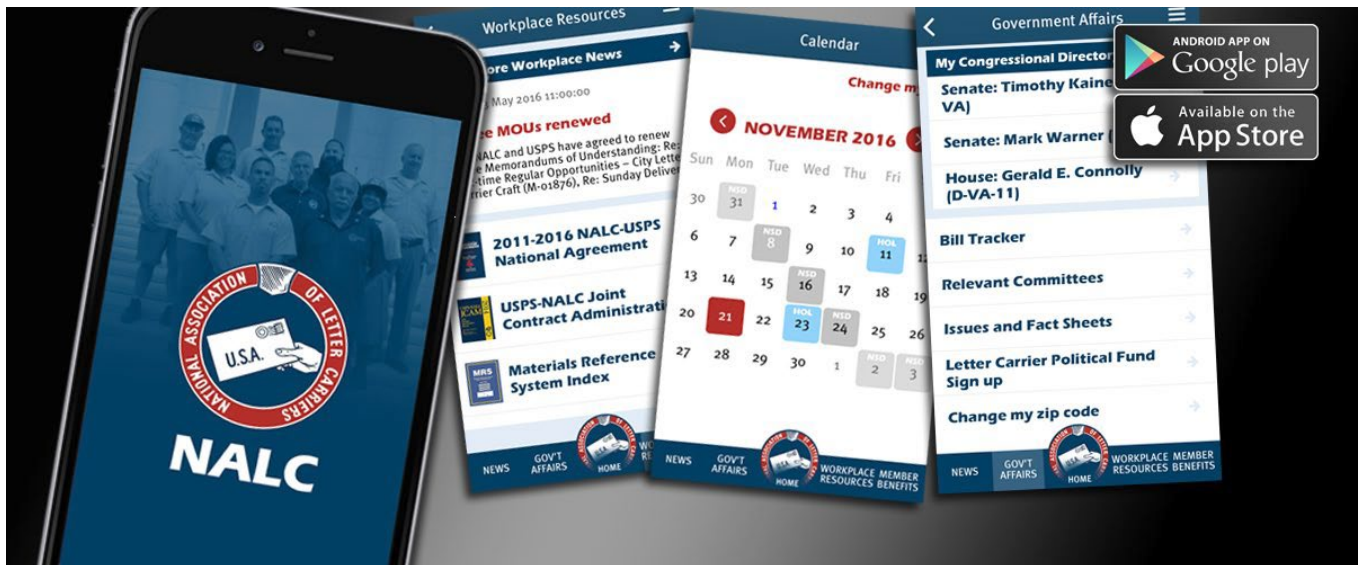 NATIONAL ASSOCIATION OF LETTER CARRIERS
U.S.A.
NALC
Workplace Resources
ore Workplace News
May 2016 11:00:00
ee MOUs renewed
NALC and USPS have agreed to renew
e Memorandums of Understanding: Re:
-time Regular Opportunities – City Lette
rrier Craft (M-01876), Re: Sunday Deliver
2011-2016 NALC-USPS
National Agreement
JCAM
USPS-NALC Joint
Contract Administrati
MRS
Materials Reference
System Index
NEWS
GOV'T
AFFAIRS
HOME
Calendar
Change my
NOVEMBER 2016
Sun Mon Tue Wed Thu Fri
30 NSD 31 1 2 3 4
6 7 NSD 8 9 10 HOL 11 12
13 14 15 NSD 16 17 18 19
20 21 22 HOL 23 NSD 24 25 26
27 28 29 30 1 NSD 2 NSD 3
NEWS
GOV'T
AFFAIRS
HOME
WORKPLACE
RESOURCES
MEMBER
BENEFITS
Government Affairs
My Congressional Director
Senate: Timothy Kaine
VA)
Senate: Mark Warner (
House: Gerald E. Connolly
(D-VA-11)
Bill Tracker
Relevant Committees
Issues and Fact Sheets
Letter Carrier Political Fund
Sign up
Change my zip code
NEWS
GOV'T
AFFAIRS
HOME
WORKPLACE
RESOURCES
MEMBER
BENEFITS
ANDROID APP ON
Google play
Available on the
App Store